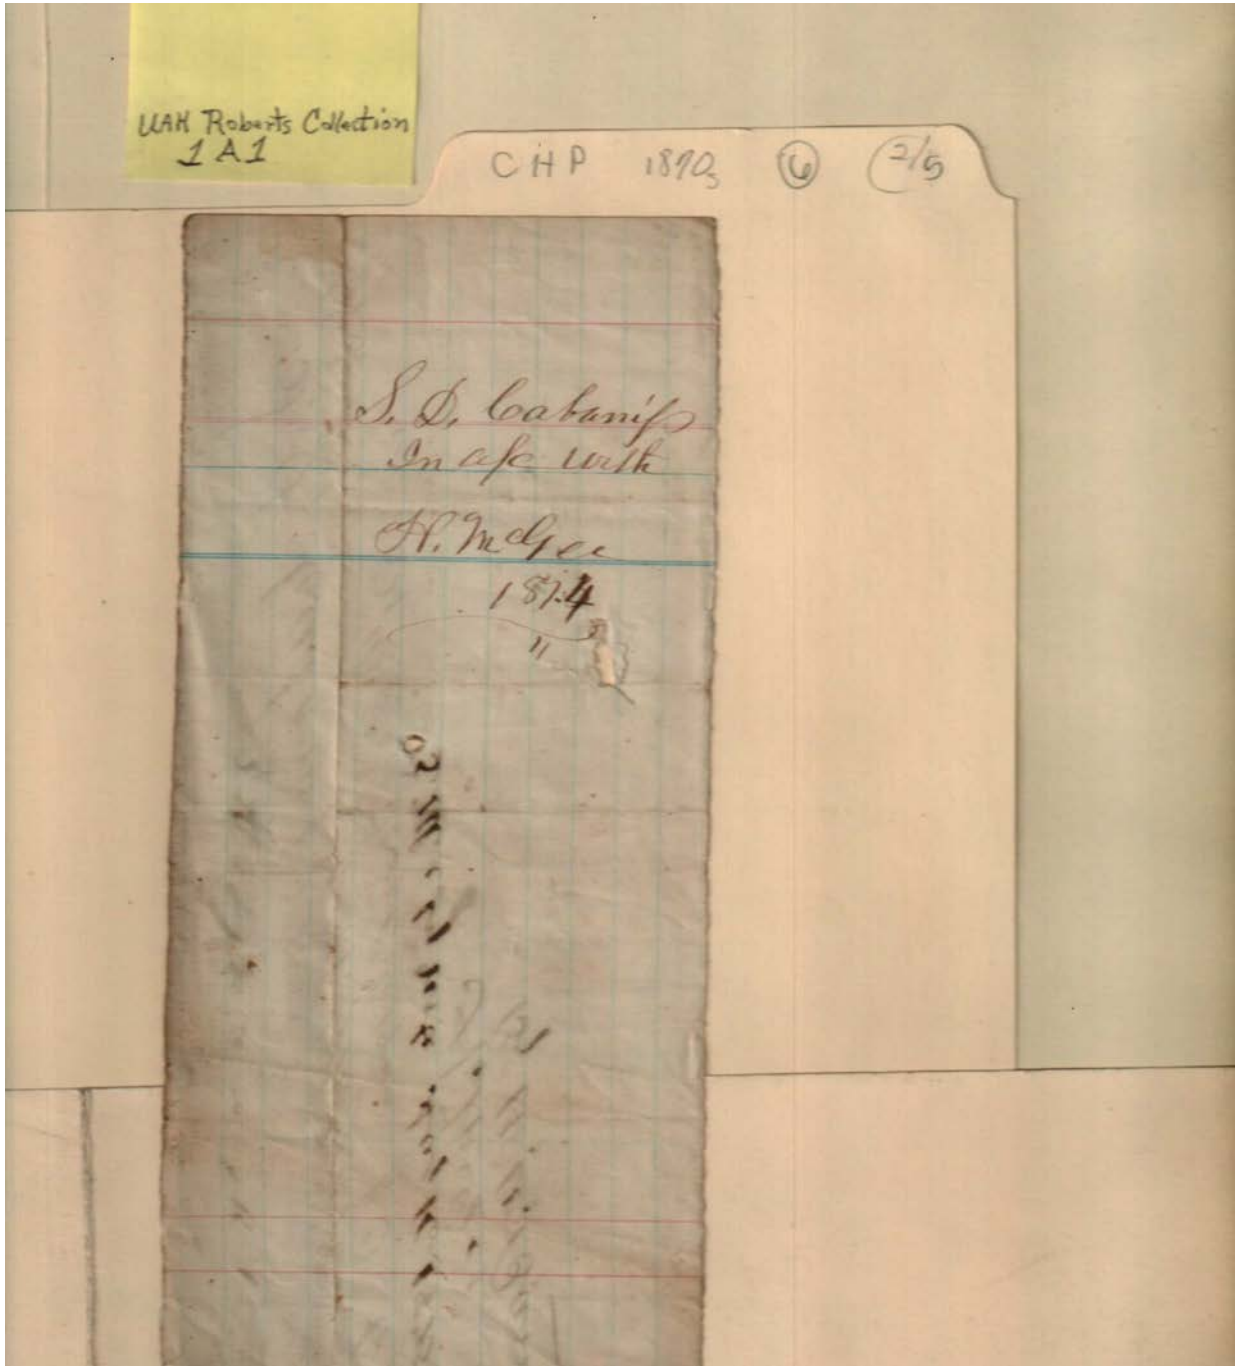 UAH Roberts Collection
1 A 1
CHP 1870s 6 2/5
S. D. Cabaniss
In a/c with
H. McGee
1874
"